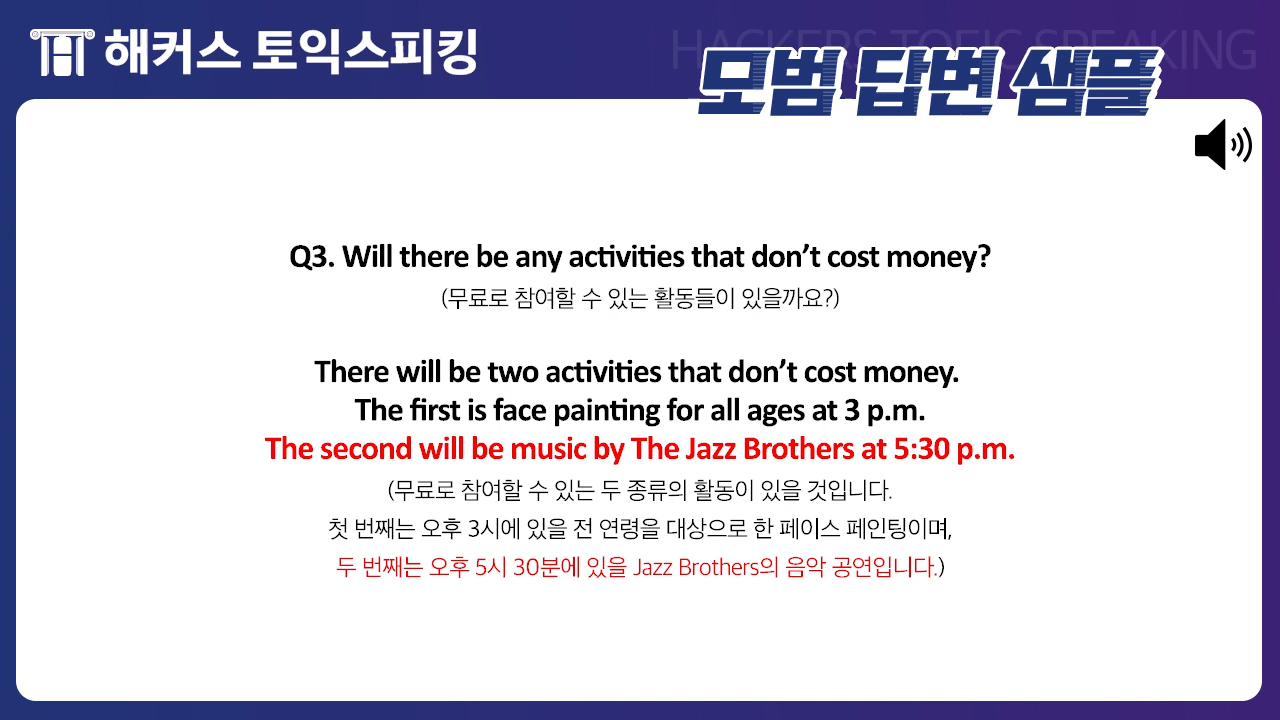 해커스 토익스피킹
HACKERS TOEIC SPEAKING
모범 답변 샘플
Q3. Will there be any activities that don’t cost money?
(무료로 참여할 수 있는 활동들이 있을까요?)
There will be two activities that don’t cost money.
The first is face painting for all ages at 3 p.m.
The second will be music by The Jazz Brothers at 5:30 p.m.
(무료로 참여할 수 있는 두 종류의 활동이 있을 것입니다.
첫 번째는 오후 3시에 있을 전 연령을 대상으로 한 페이스 페인팅이며,
두 번째는 오후 5시 30분에 있을 Jazz Brothers의 음악 공연입니다.)